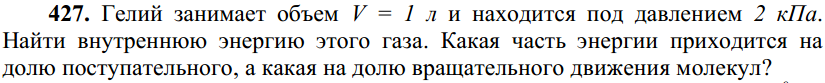 427. Гелий занимает объем V = 1 л и находится под давлением 2 кПа.
Найти внутреннюю энергию этого газа. Какая часть энергии приходится на
долю поступательного, а какая на долю вращательного движения молекул?